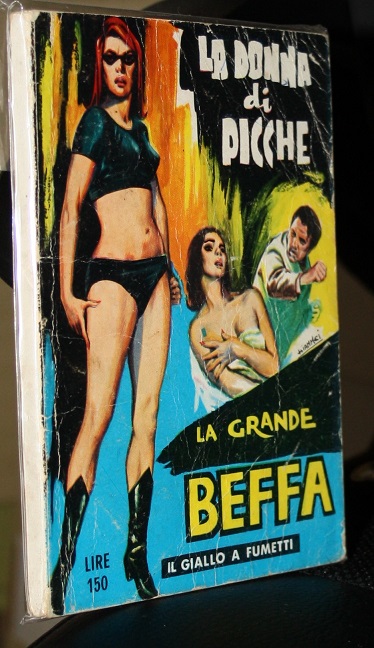 LA DONNA
di
PICCHE
LA GRANDE
BEFFA
IL GIALLO A FUMETTI
LIRE
150